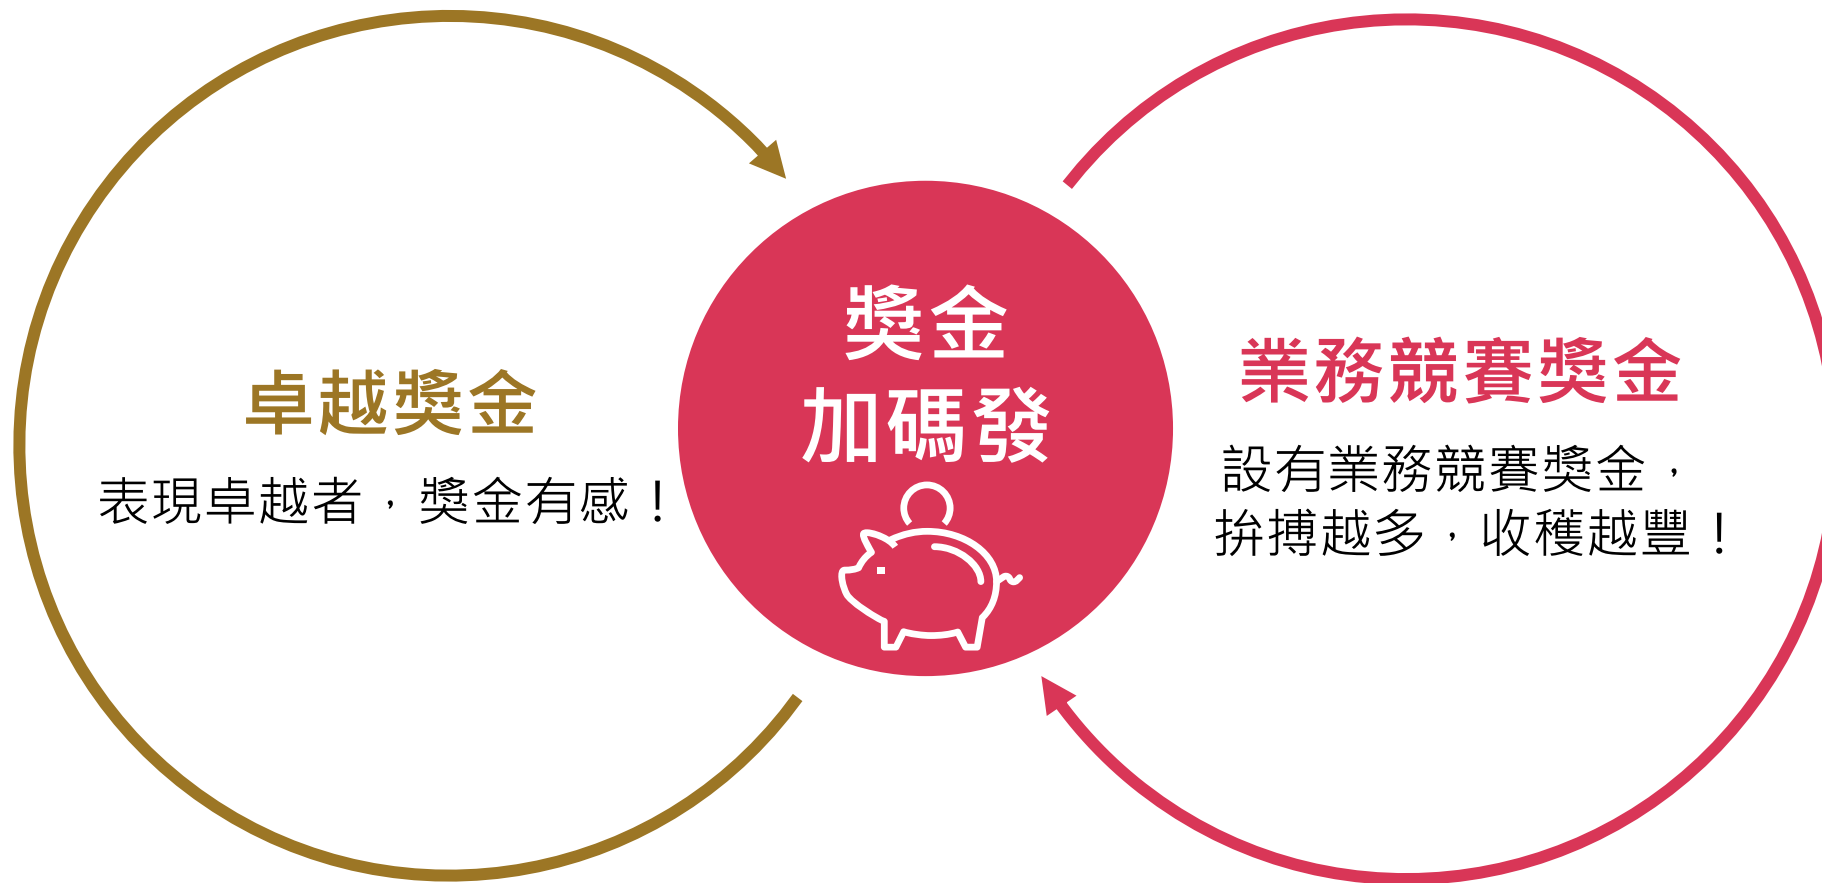 卓越獎金
表現卓越者，獎金有感！
獎金
加碼發
業務競賽獎金
設有業務競賽獎金，
拚搏越多，收穫越豐！